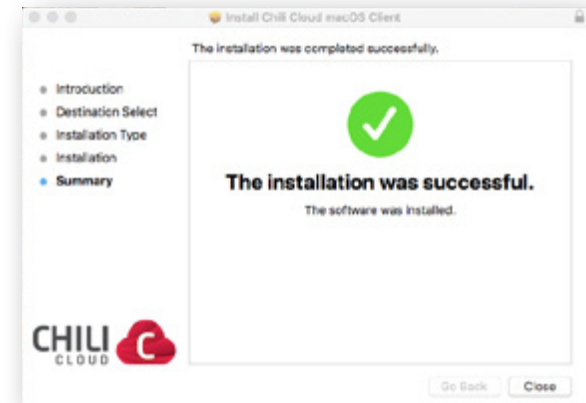 Install Chili Cloud macOS Client
The installation was completed successfully.
Introduction
Destination Select
Installation Type
Installation
Summary
The installation was successful.
The software was installed.
CHILI
CLOUD
C
Go Back
Close